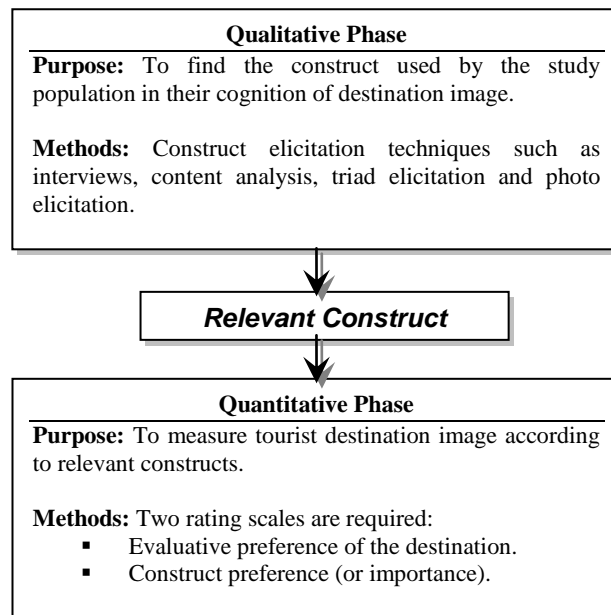 Qualitative Phase
Purpose: To find the construct used by the study
population in their cognition of destination image.
Methods: Construct elicitation techniques such as
interviews, content analysis, triad elicitation and photo
elicitation.
Relevant Construct
Quantitative Phase
Purpose: To measure tourist destination image according
to relevant constructs.
Methods: Two rating scales are required:
▪ Evaluative preference of the destination.
▪ Construct preference (or importance).